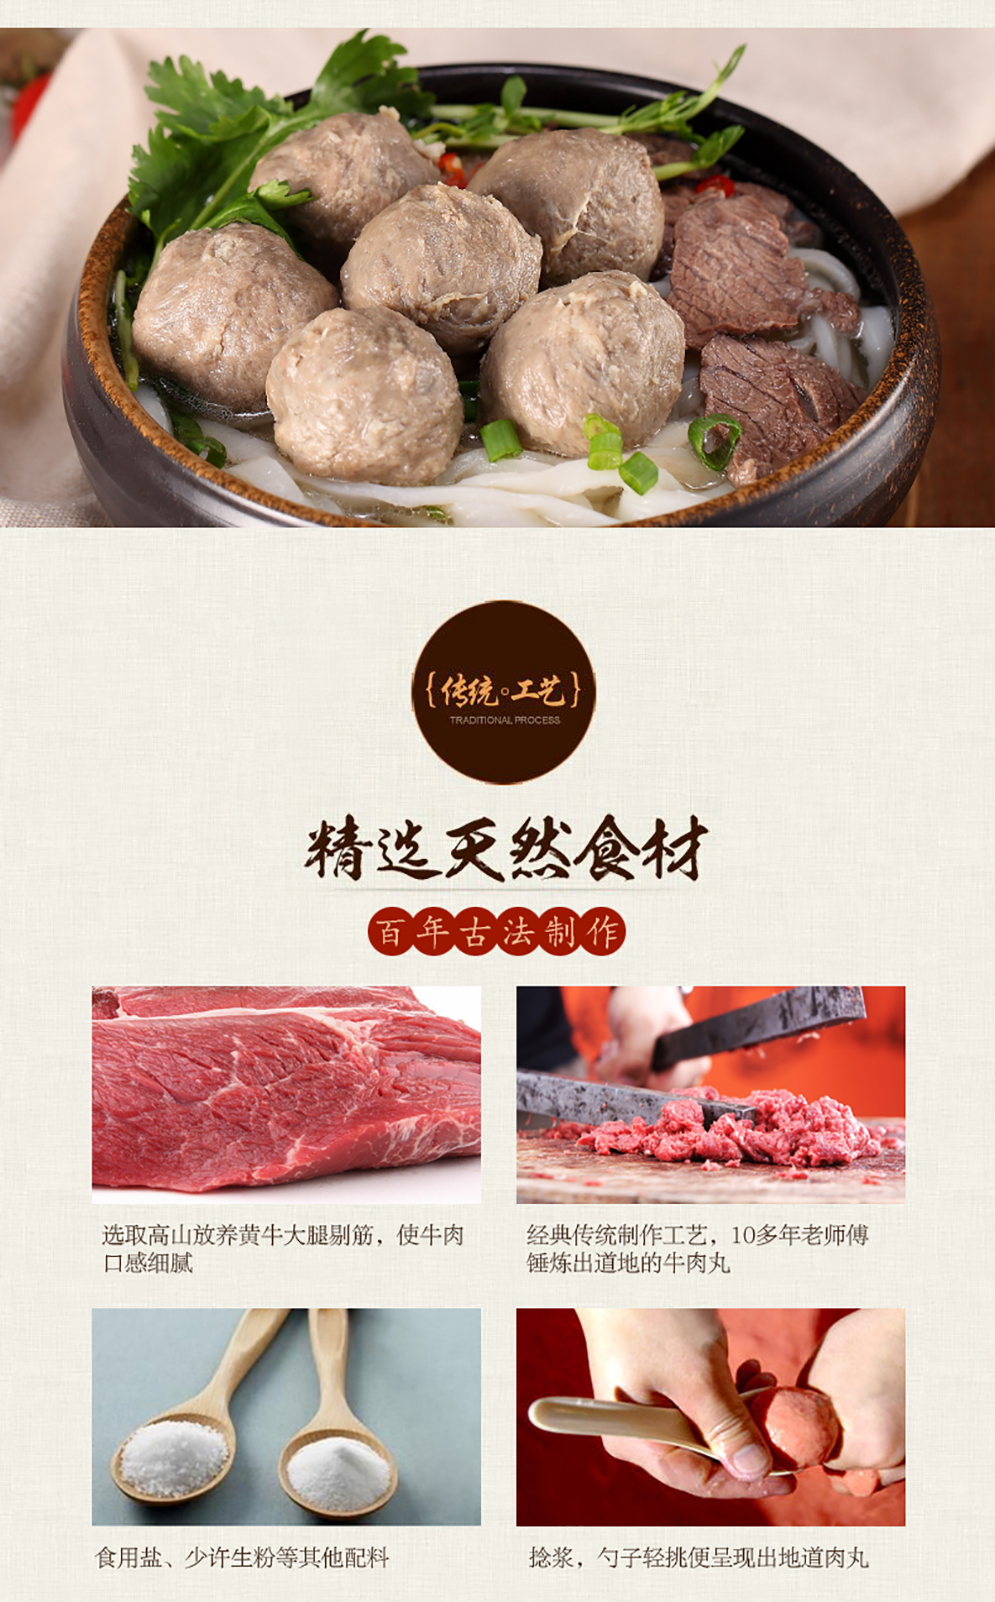 {传统。工艺}
TRADITIONAL PROCESS
精选天然食材
百年古法制作
选取高山放养黄牛大腿剔筋，使牛肉
口感细腻
经典传统制作工艺，10多年老师傅
锤炼出道地的牛肉丸
食用盐、少许生粉等其他配料
捻浆，勺子轻挑便呈现出地道肉丸